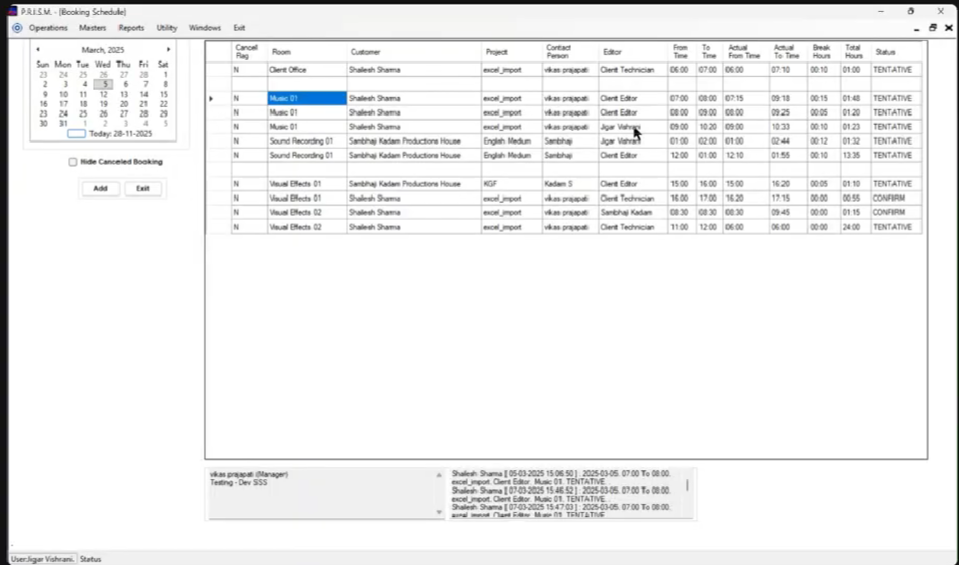 P.R.I.S.M. - [Booking Schedule]
Operations Masters Reports Utility Windows Exit
March, 2025
Sun Mon Tue Wed Thu Fri Sat
23 24 25 26 27 28 1
2 3 4 5 6 7 8
9 10 11 12 13 14 15
16 17 18 19 20 21 22
23 24 25 26 27 28 29
30 31 1 2 3 4 5
Today: 28-11-2025
Hide Canceled Booking
Add Exit
Cancell Flag Room Customer Project Contact Person Editor From Time To Time Actual From Time Actual To Time Break Hours Total Hours Status
N Client Office Shailesh Sharma excel_import vikas prajapati Client Technician 06:00 07:00 06:00 07:10 00:10 01:00 TENTATIVE
N Music 01 Shailesh Sharma excel_import vikas prajapati Client Editor 07:00 08:00 07:15 09:18 00:15 01:48 TENTATIVE
N Music 01 Shailesh Sharma excel_import vikas prajapati Client Editor 08:00 09:00 08:00 09:25 00:05 01:20 TENTATIVE
N Music 01 Shailesh Sharma excel_import vikas prajapati Jigar Vishrani 09:00 10:20 09:00 10:33 00:10 01:23 TENTATIVE
N Sound Recording 01 Sambhaji Kadam Productions House English Medium Sambhaji Jigar Vishrani 01:00 02:00 01:00 02:44 00:12 01:32 TENTATIVE
N Sound Recording 01 Sambhaji Kadam Productions House English Medium Sambhaji Client Editor 12:00 01:00 12:10 01:55 00:10 13:35 TENTATIVE
N Visual Effects 01 Sambhaji Kadam Productions House KGF Kadam S Client Editor 15:00 16:00 15:00 16:20 00:05 01:10 TENTATIVE
N Visual Effects 01 Shailesh Sharma excel_import vikas prajapati Client Technician 16:00 17:00 16:20 17:15 00:00 00:55 CONFIRM
N Visual Effects 02 Shailesh Sharma excel_import vikas prajapati Sambhaji Kadam 08:30 08:30 08:30 09:45 00:00 01:15 CONFIRM
N Visual Effects 02 Shailesh Sharma excel_import vikas prajapati Client Technician 11:00 12:00 06:00 06:00 00:00 24:00 TENTATIVE
vikas prajapati (Manager)
Testing - Dev SSS
Shailesh Sharma [[ 05-03-2025 15:06:50 ] : 2025-03-05. 07:00 To 08:00.
excel_import. Client Editor. Music 01. TENTATIVE. .
Shailesh Sharma [[ 07-03-2025 15:46:52 ] : 2025-03-05. 07:00 To 08:00.
excel_import. Client Editor. Music 01. TENTATIVE. .
Shailesh Sharma [[ 07-03-2025 15:47:03 ] : 2025-03-05. 07:00 To 08:00.
excel_import. Client Editor. Music 01. TENTATIVE. .
User:Jigar Vishrani. Status